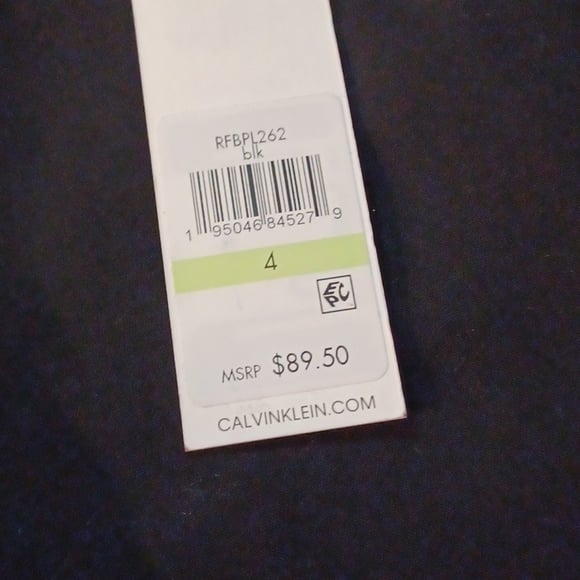 RFBPL262
blk
1 95046 84527 9
4
EPC
MSRP $89.50
CALVINKLEIN.COM